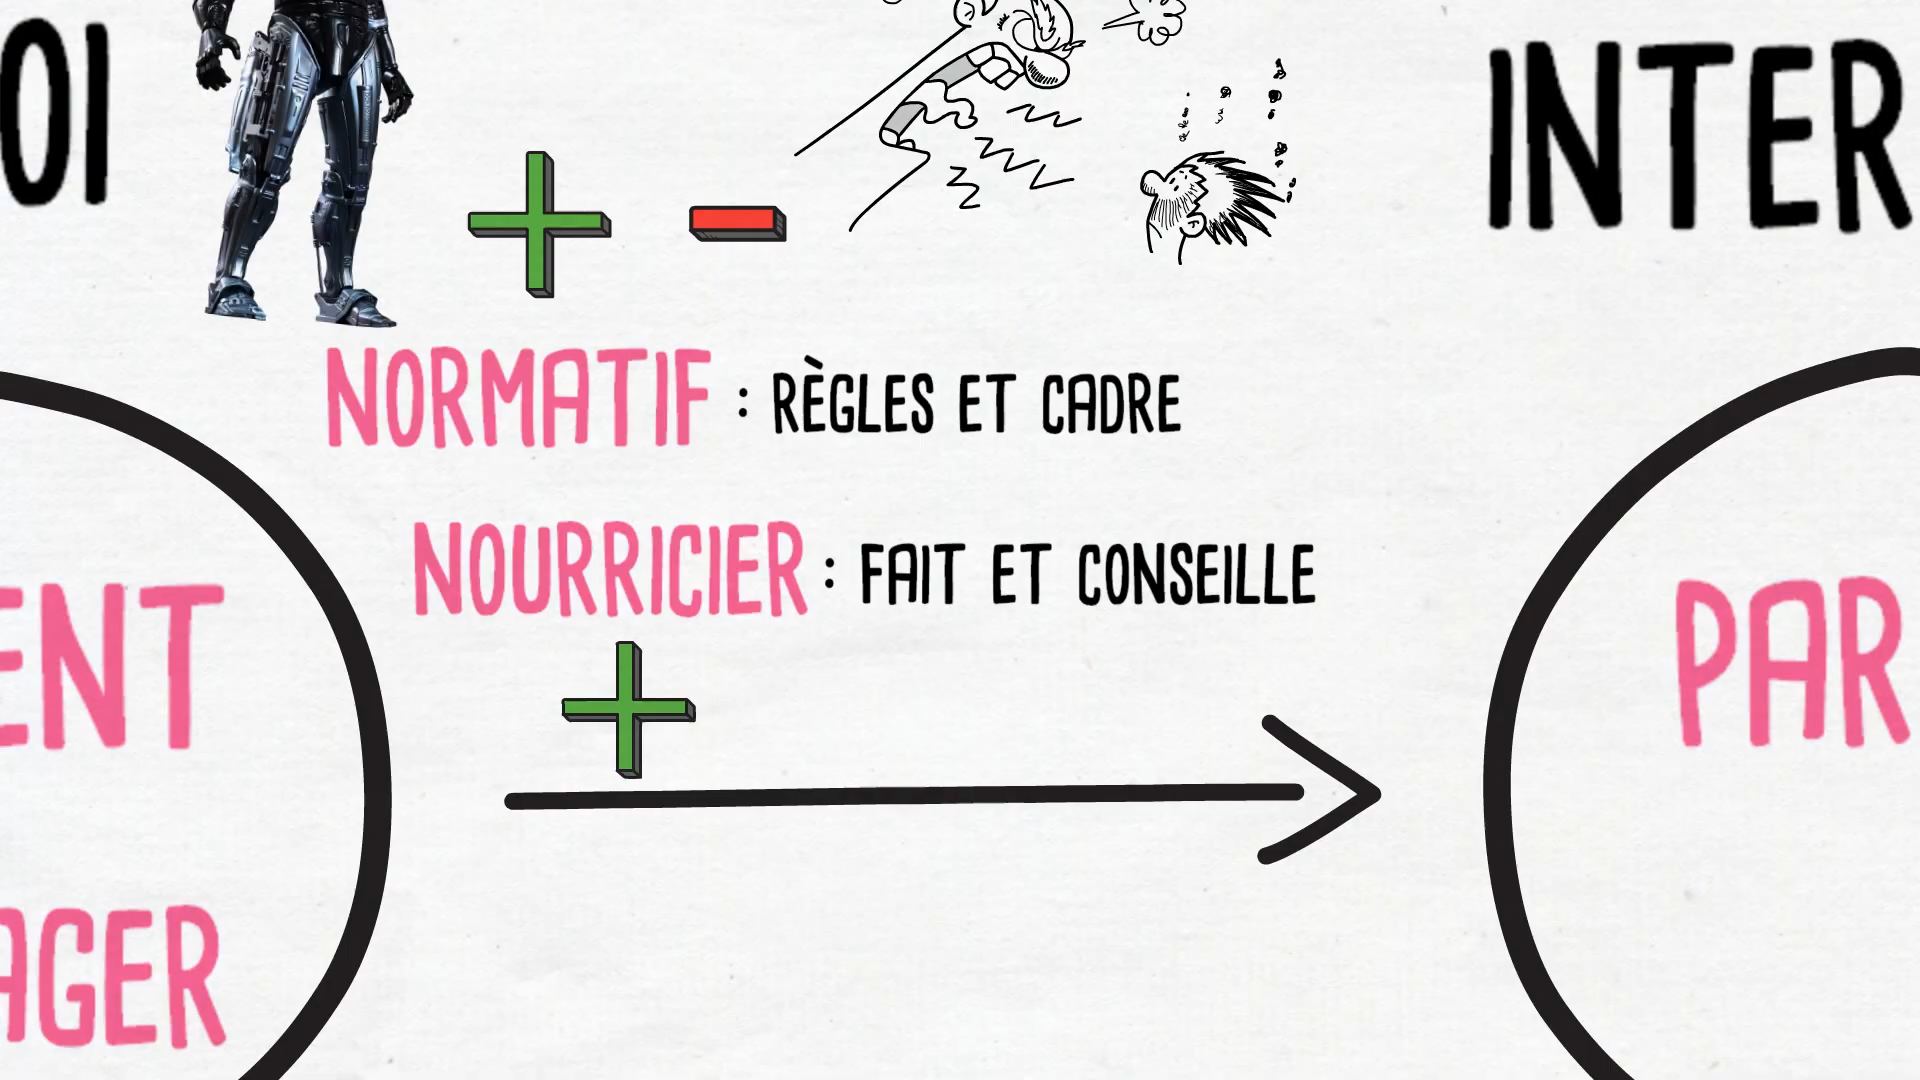 OI
INTER
NORMATIF : RÈGLES ET CADRE
NOURRICIER : FAIT ET CONSEILLE
ENT
PAR
AGER